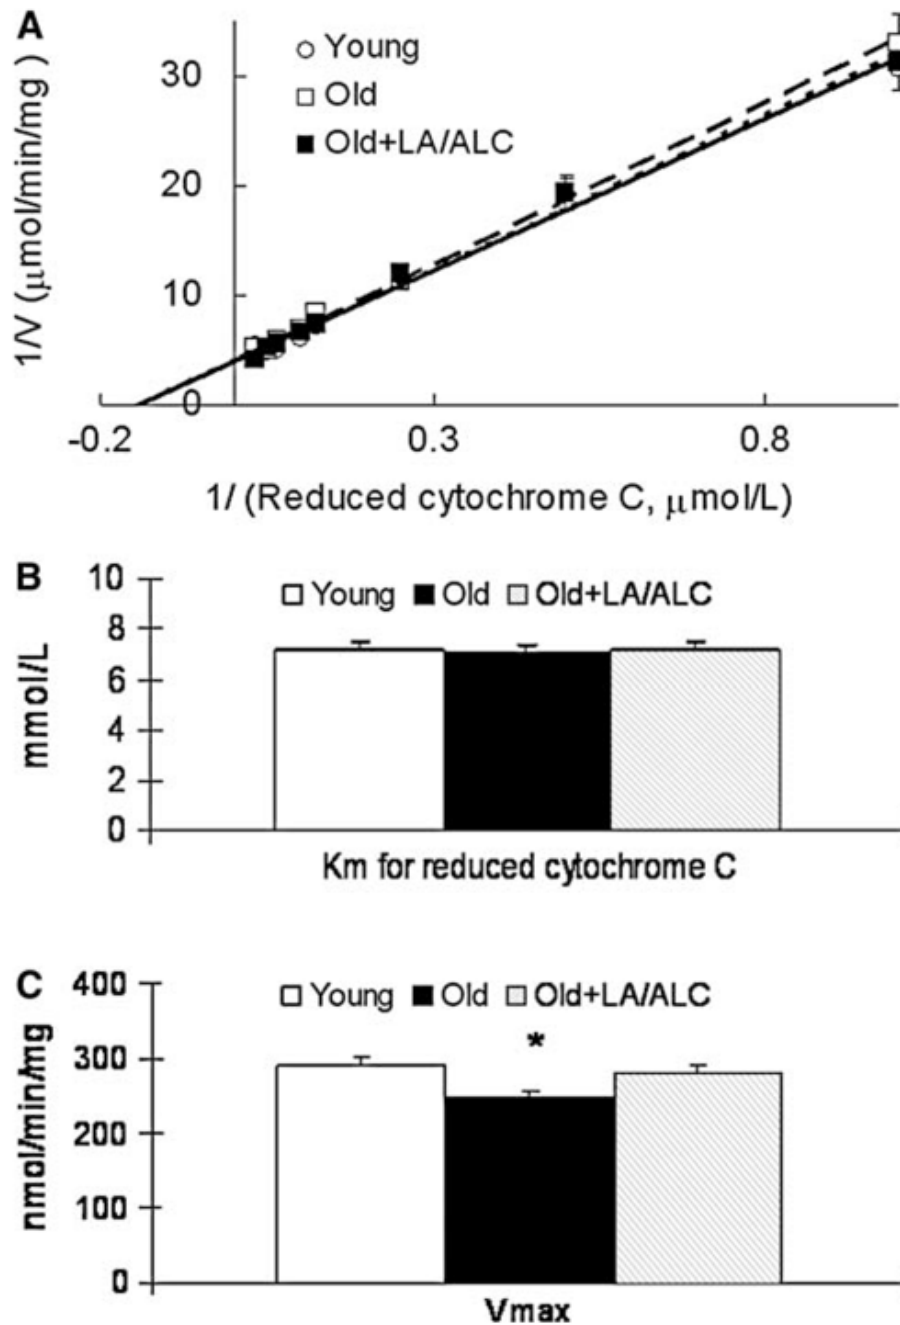 A
1/V (μmol/min/mg )
Young
Old
Old+LA/ALC
30
20
10
0
-0.2
0.3
0.8
1/ (Reduced cytochrome C, μmol/L)
B
mmol/L
10
8
6
4
2
0
Young Old Old+LA/ALC
Km for reduced cytochrome C
C
nmol/min/mg
400
300
200
100
0
Young Old Old+LA/ALC
*
Vmax